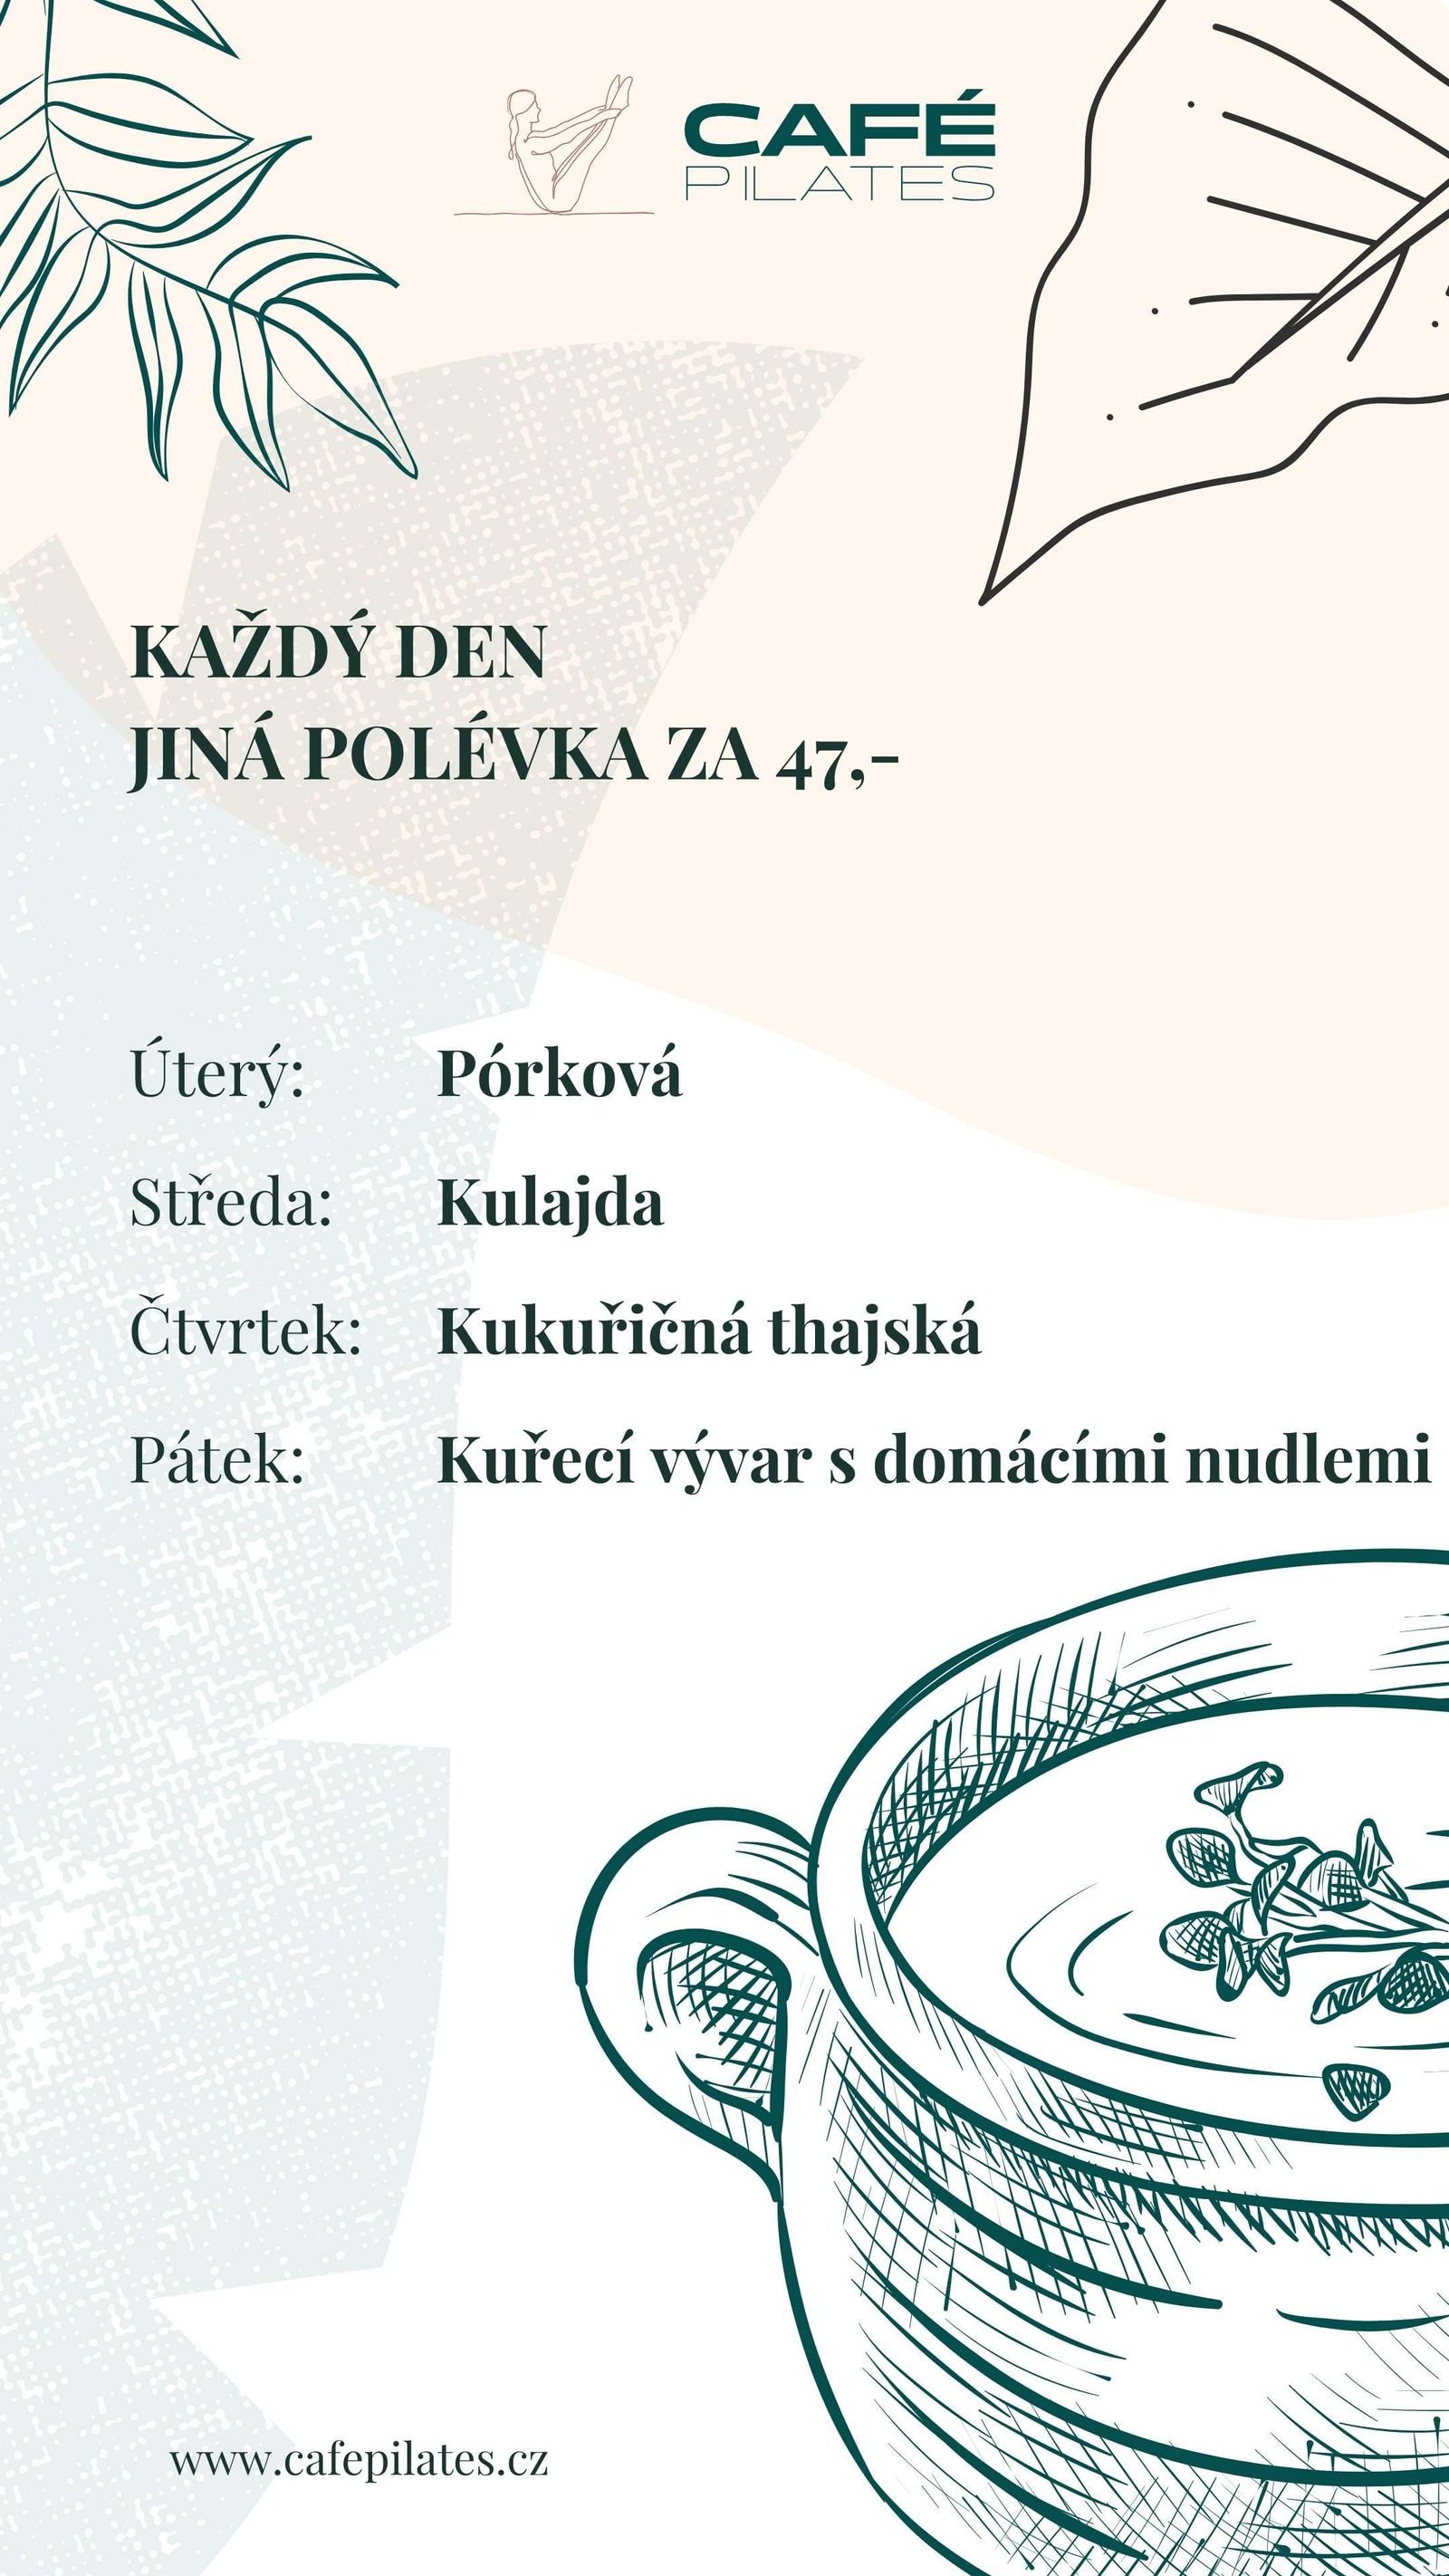 CAFÉ
PILATES
KAŽDÝ DEN
JINÁ POLÉVKA ZA 47,-
Úterý: Pórková
Středa: Kulajda
Čtvrtek: Kukuřičná thajská
Pátek: Kuřecí vývar s domácími nudlemi
www.cafepilates.cz